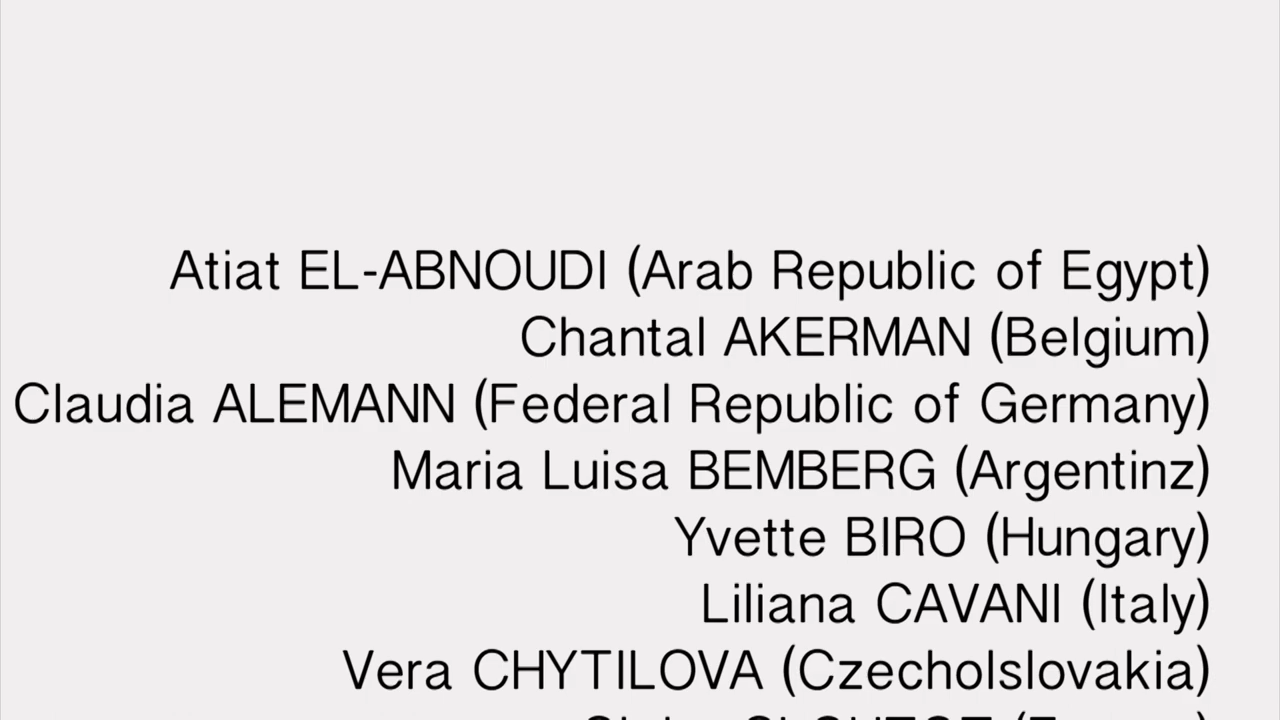 Atiat EL-ABNOUDI (Arab Republic of Egypt)
Chantal AKERMAN (Belgium)
Claudia ALEMANN (Federal Republic of Germany)
Maria Luisa BEMBERG (Argentinz)
Yvette BIRO (Hungary)
Liliana CAVANI (Italy)
Vera CHYTILOVA (Czecholslovakia)